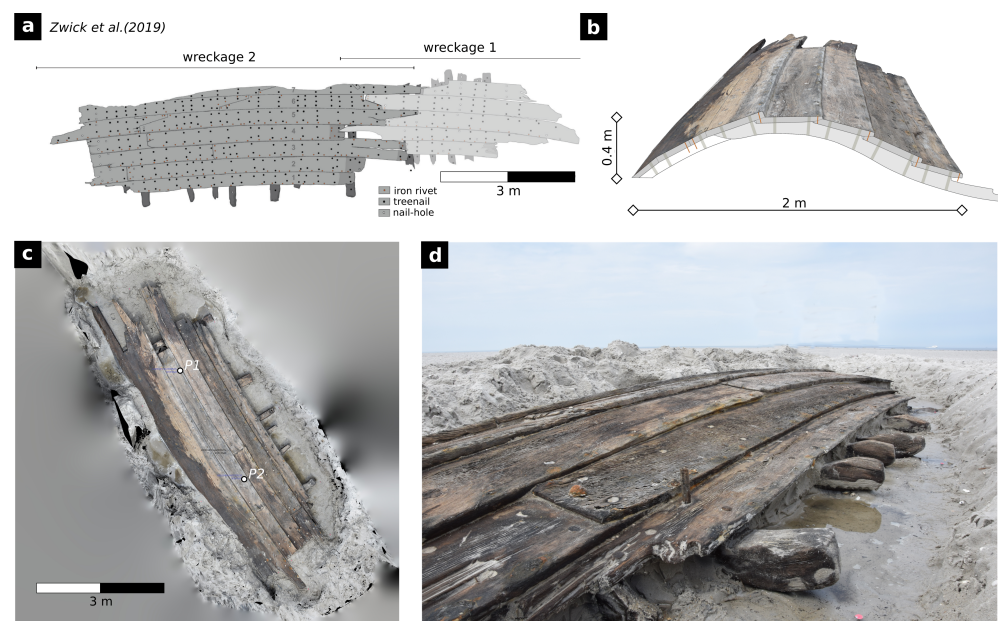 a
Zwick et al.(2019)
wreckage 2
wreckage 1
3 m
iron rivet
treenail
nail-hole
b
0.4 m
2 m
c
P1
P2
3 m
d